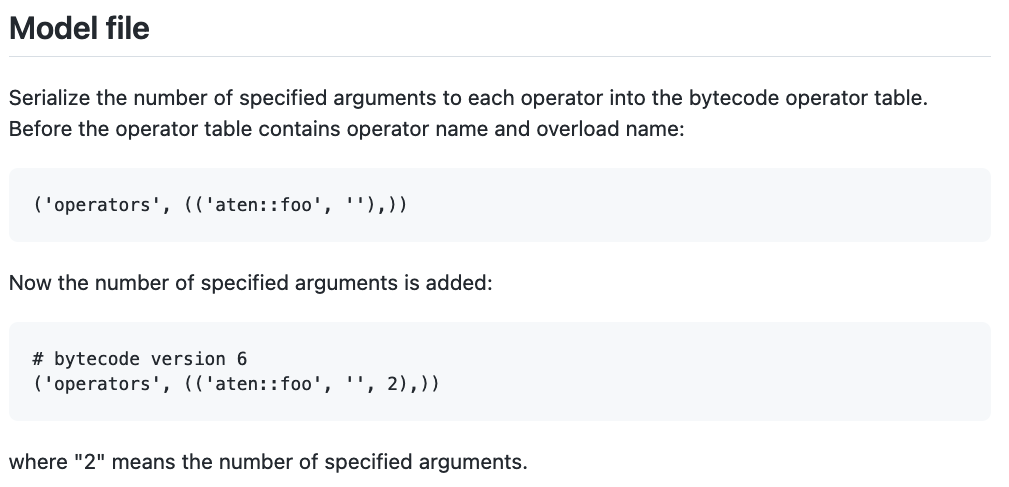 Model file
Serialize the number of specified arguments to each operator into the bytecode operator table.
Before the operator table contains operator name and overload name:
('operators', (('aten::foo', ''),))
Now the number of specified arguments is added:
# bytecode version 6
('operators', (('aten::foo', '', 2),))
where "2" means the number of specified arguments.